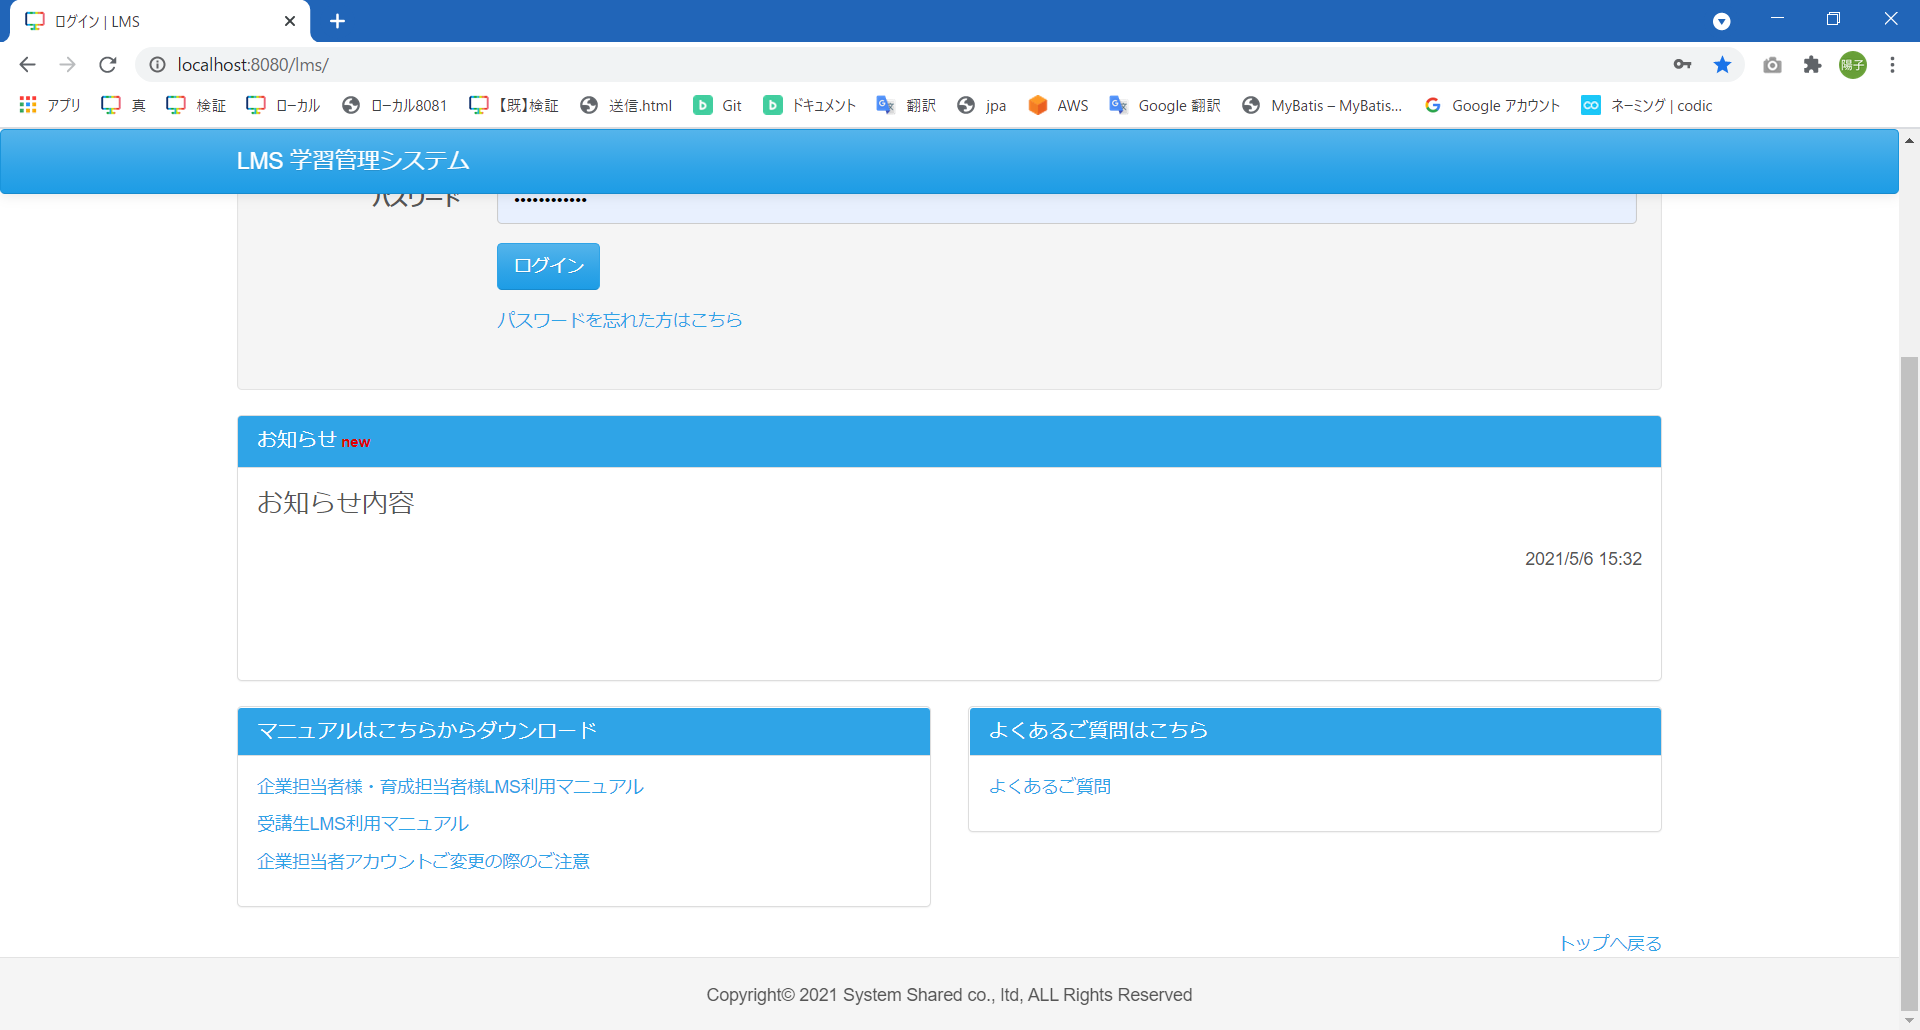 ログイン | LMS
localhost:8080/lms/
陽子
アプリ 真 検証 ローカル ローカル8081 【既】検証 送信.html Git ドキュメント 翻訳 jpa AWS Google 翻訳 MyBatis – MyBatis... Google アカウント ネーミング | codic
LMS 学習管理システム
パスワード ••••••••••••
ログイン
パスワードを忘れた方はこちら
お知らせ new
お知らせ内容
2021/5/6 15:32
マニュアルはこちらからダウンロード
企業担当者様・育成担当者様LMS利用マニュアル
受講生LMS利用マニュアル
企業担当者アカウントご変更の際のご注意
よくあるご質問はこちら
よくあるご質問
トップへ戻る
Copyright© 2021 System Shared co., ltd, ALL Rights Reserved